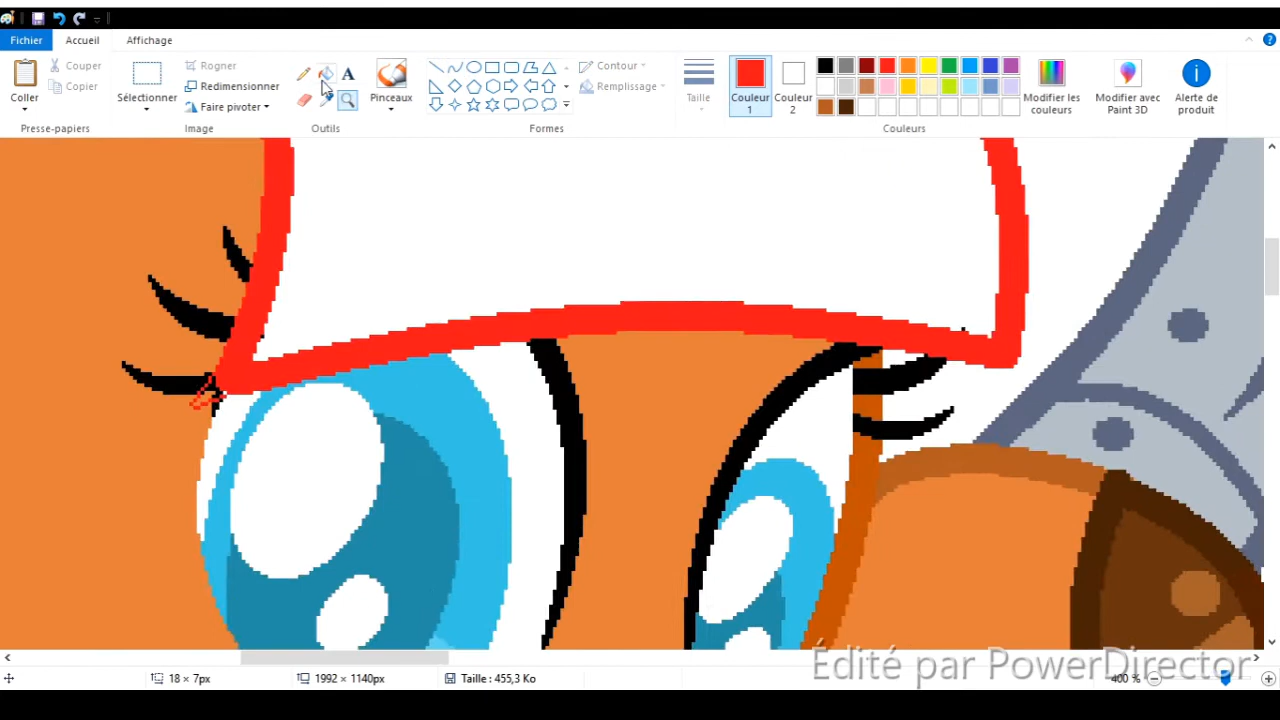 Fichier Accueil Affichage
Coller
Couper
Copier
Presse-papiers
Sélectionner
Rogner
Redimensionner
Faire pivoter
Image
A
Outils
Pinceaux
Contour
Remplissage
Formes
Taille
Couleur 1
Couleur 2
Modifier les couleurs
Modifier avec Paint 3D
Alerte de produit
Couleurs
Édité par PowerDirector
18 × 7px
1992 × 1140px
Taille : 455,3 Ko
400 %